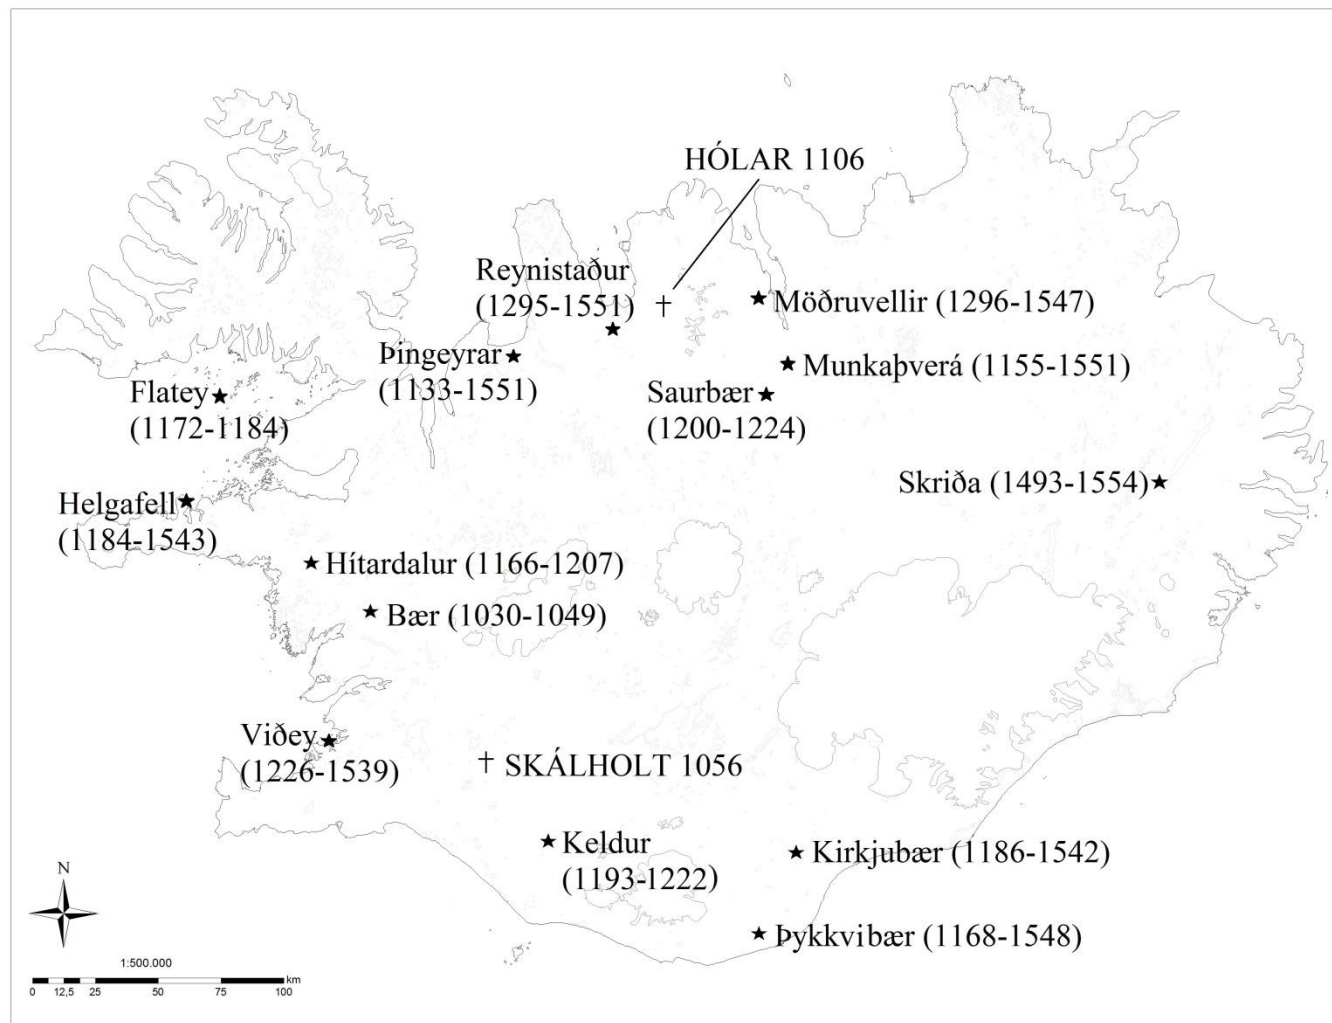 HÓLAR 1106
Reynistaður
(1295-1551)
Möðruvellir (1296-1547)
Þingeyrar
(1133-1551)
Munkaþverá (1155-1551)
Flatey
(1172-1184)
Saurbær
(1200-1224)
Skriða (1493-1554)
Helgafell
(1184-1543)
Hítardalur (1166-1207)
Bær (1030-1049)
Viðey
(1226-1539)
SKÁLHOLT 1056
Keldur
(1193-1222)
Kirkjubær (1186-1542)
Þykkvibær (1168-1548)
N
1:500.000
km
0 12,5 25 50 75 100